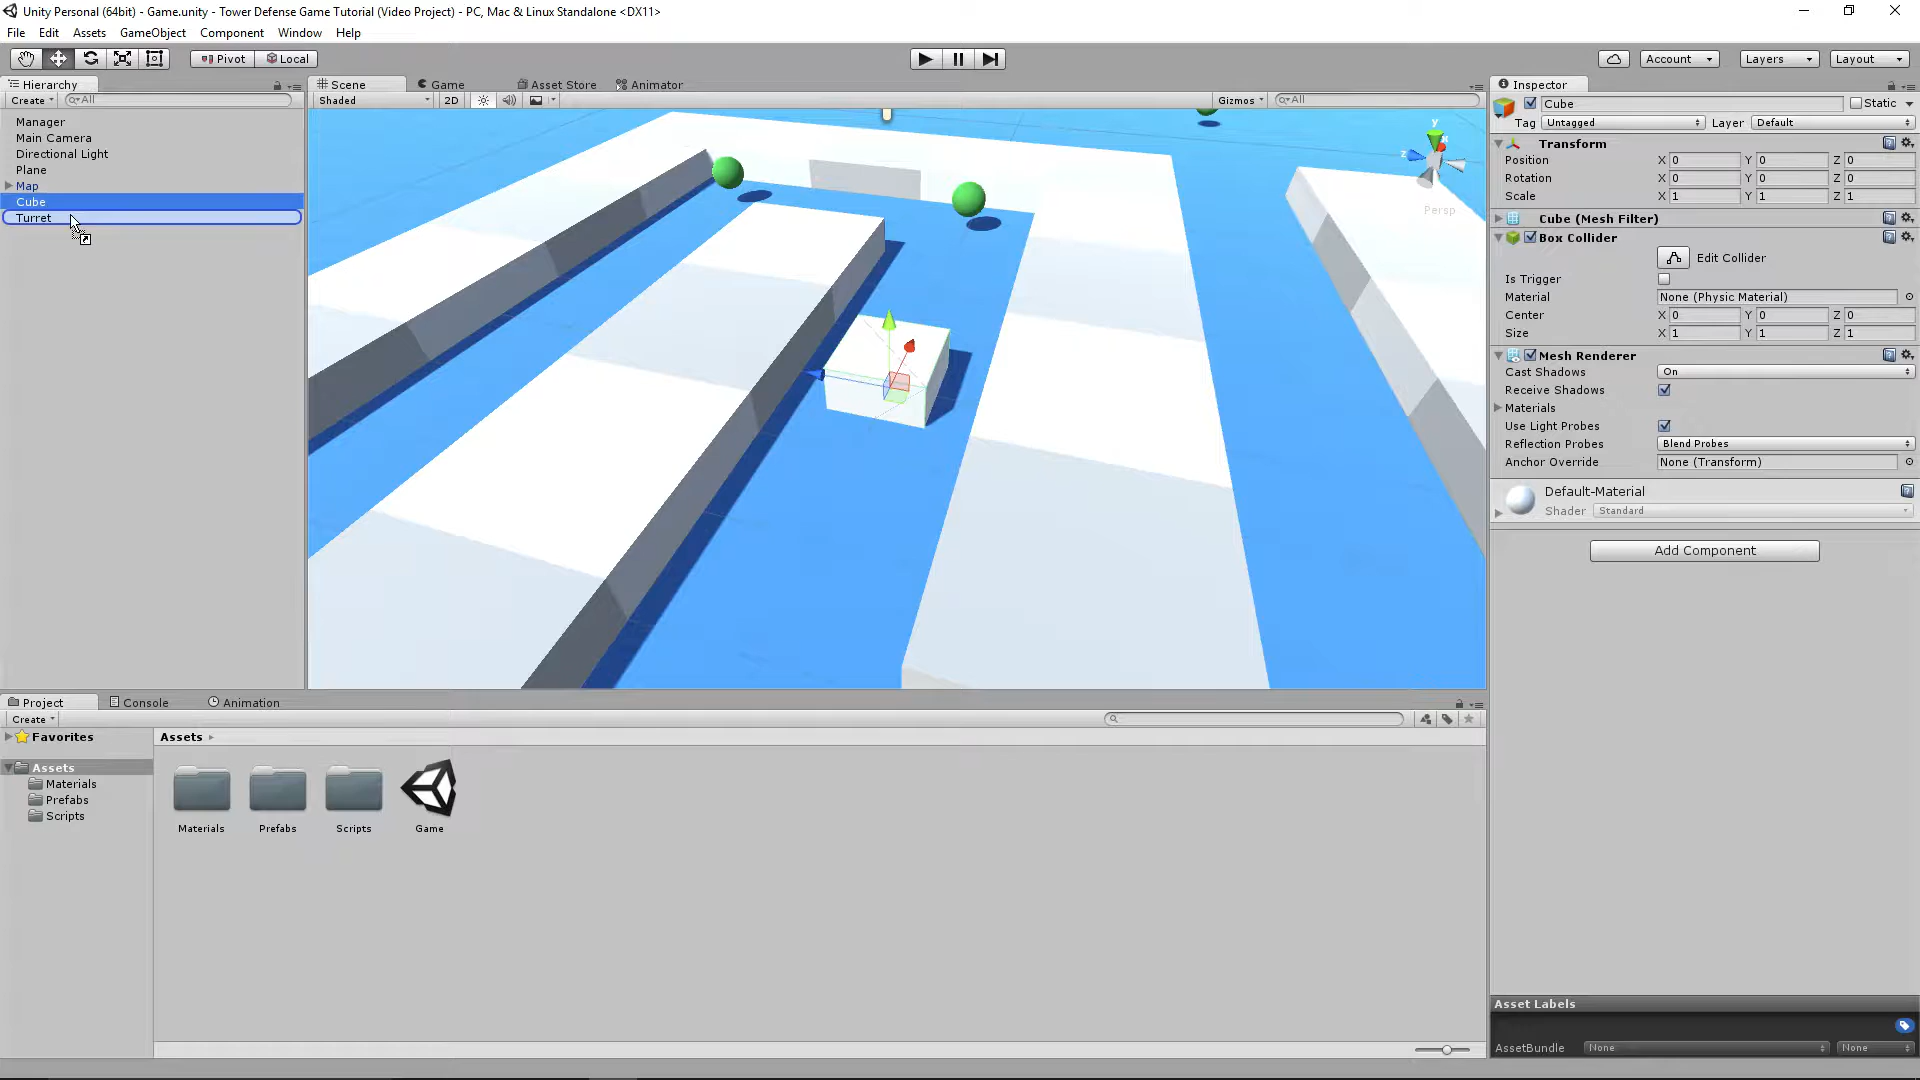 Unity Personal (64bit) - Game.unity - Tower Defense Game Tutorial (Video Project) - PC, Mac & Linux Standalone <DX11>
File Edit Assets GameObject Component Window Help
Pivot Local Account Layers Layout
Hierarchy
Create All
Manager
Main Camera
Directional Light
Plane
Map
Cube
Turret
Scene Game Asset Store Animator
Shaded 2D Gizmos All
y
x
z
Persp
Inspector
Cube Static
Tag Untagged Layer Default
Transform
Position X 0 Y 0 Z 0
Rotation X 0 Y 0 Z 0
Scale X 1 Y 1 Z 1
Cube (Mesh Filter)
Box Collider
Edit Collider
Is Trigger
Material None (Physic Material)
Center X 0 Y 0 Z 0
Size X 1 Y 1 Z 1
Mesh Renderer
Cast Shadows On
Receive Shadows
Materials
Use Light Probes
Reflection Probes Blend Probes
Anchor Override None (Transform)
Default-Material
Shader Standard
Add Component
Project Console Animation
Create
Favorites
Assets
Materials
Prefabs
Scripts
Assets
Materials Prefabs Scripts Game
Asset Labels
AssetBundle None None